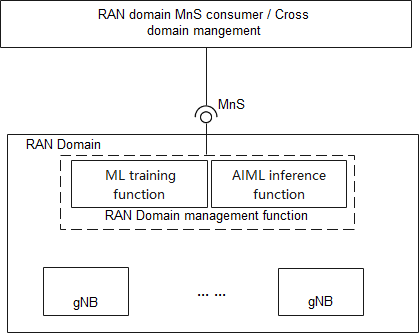 RAN domain MnS consumer / Cross
domain mangement
MnS
RAN Domain
ML training
function
AIML inference
function
RAN Domain management function
gNB
... ...
gNB